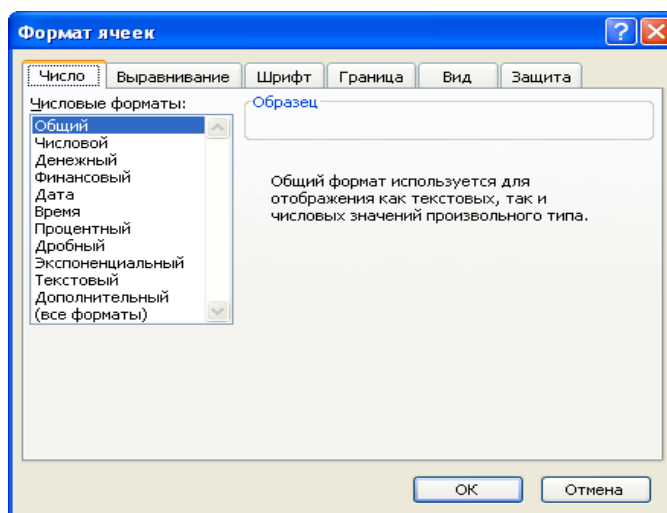 Формат ячеек
Число Выравнивание Шрифт Граница Вид Защита
Числовые форматы:
Общий
Числовой
Денежный
Финансовый
Дата
Время
Процентный
Дробный
Экспоненциальный
Текстовый
Дополнительный
(все форматы)
Образец
Общий формат используется для
отображения как текстовых, так и
числовых значений произвольного типа.
ОК Отмена